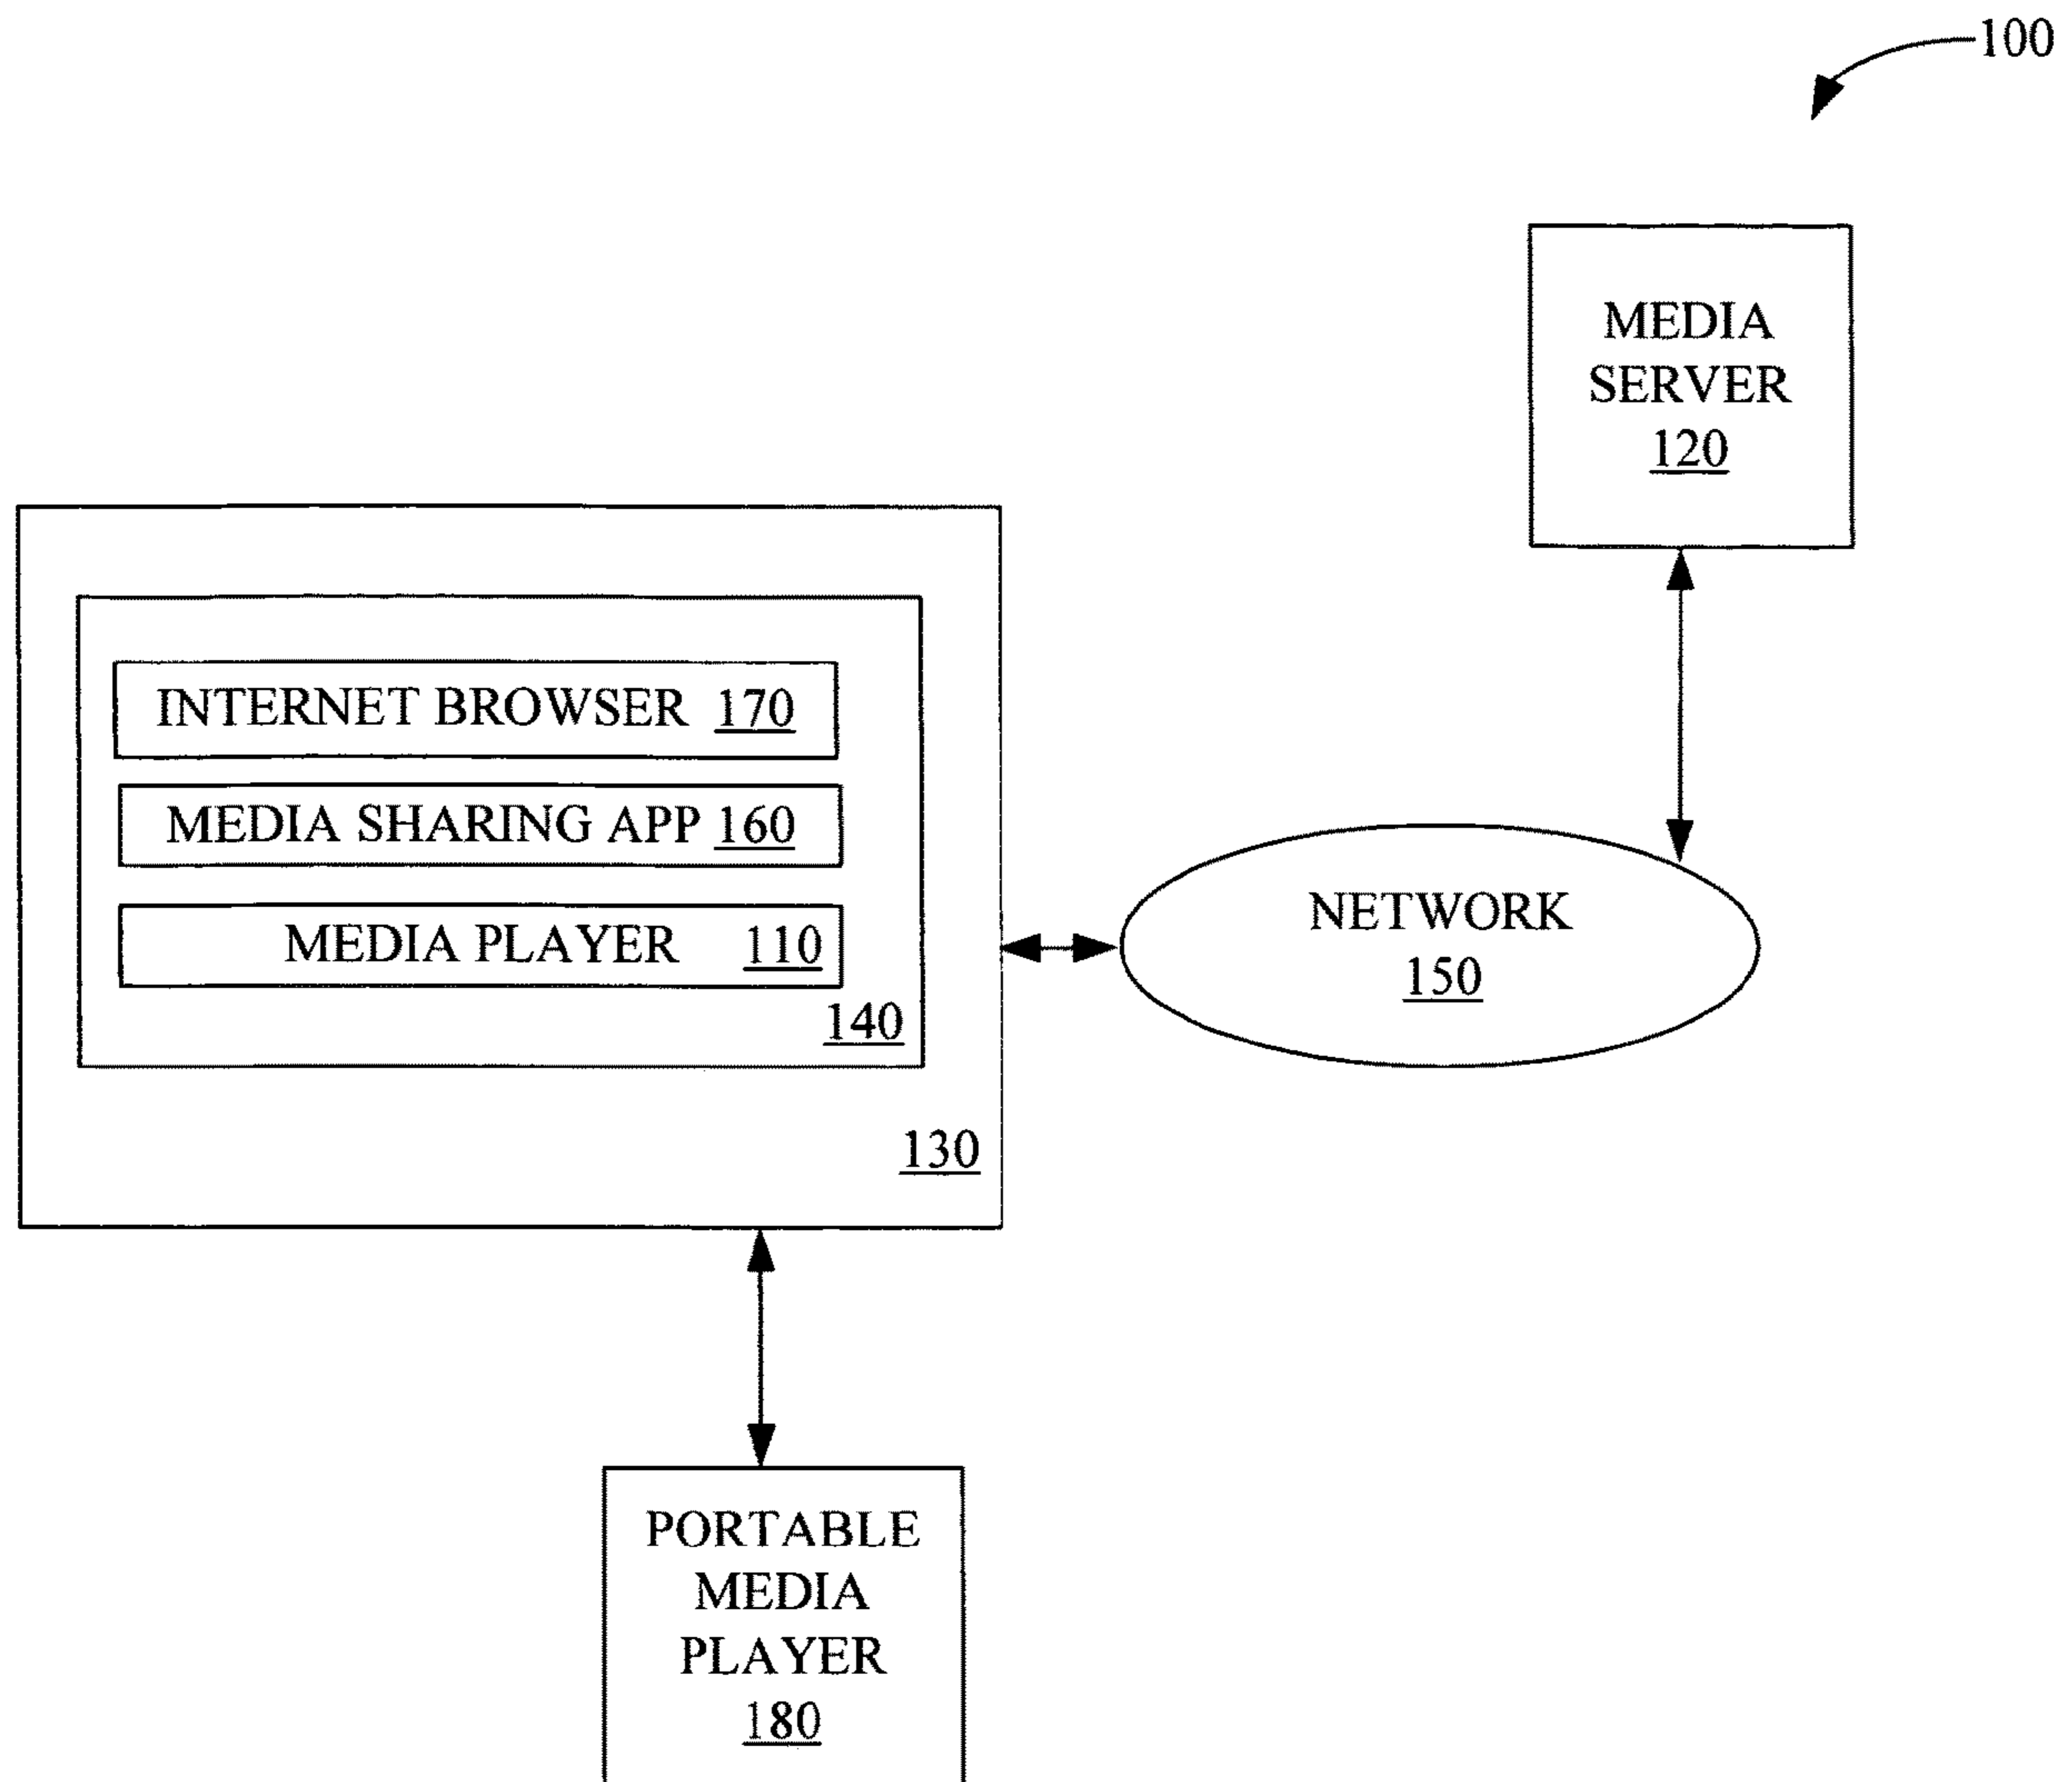 100
MEDIA
SERVER
120
INTERNET BROWSER 170
MEDIA SHARING APP 160
MEDIA PLAYER 110
140
130
NETWORK
150
PORTABLE
MEDIA
PLAYER
180